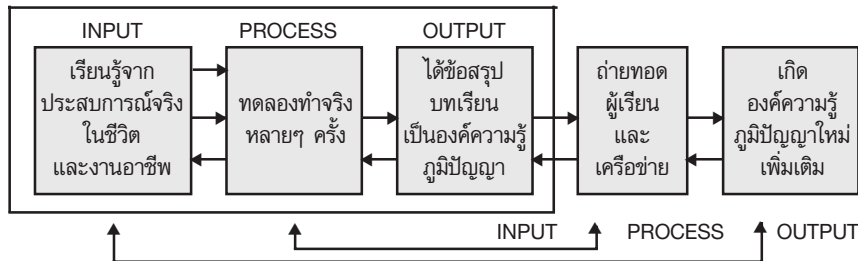 INPUT PROCESS OUTPUT
เรียนรู้จาก
ประสบการณ์จริง
ในชีวิต
และงานอาชีพ
ทดลองทำจริง
หลายๆ ครั้ง
ได้ข้อสรุป
บทเรียน
เป็นองค์ความรู้
ภูมิปัญญา
ถ่ายทอด
ผู้เรียน
และ
เครือข่าย
เกิด
องค์ความรู้
ภูมิปัญญาใหม่
เพิ่มเติม
INPUT PROCESS OUTPUT